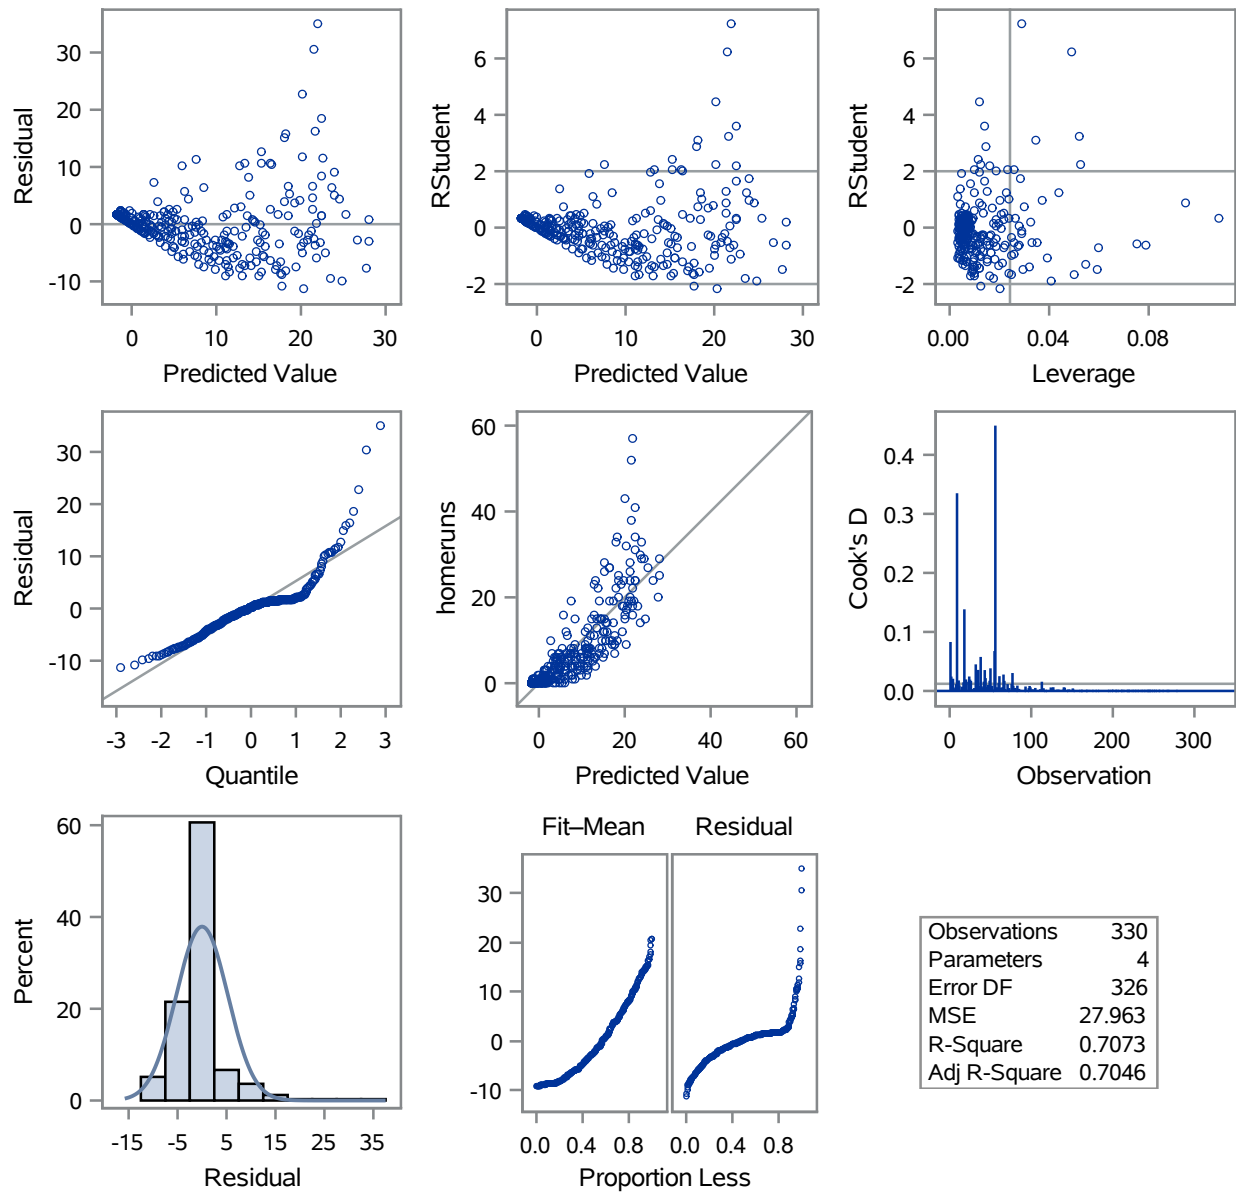 30
20
10
0
-10
Residual
0 10 20 30
Predicted Value
6
4
2
0
-2
RStudent
0 10 20 30
Predicted Value
6
4
2
0
-2
RStudent
0.00 0.04 0.08
Leverage
30
20
10
0
-10
Residual
-3 -2 -1 0 1 2 3
Quantile
60
40
20
0
homeruns
0 20 40 60
Predicted Value
0.4
0.3
0.2
0.1
0.0
Cook's D
0 100 200 300
Observation
60
40
20
0
Percent
-15 -5 5 15 25 35
Residual
Fit–Mean Residual
30
20
10
0
-10
0.0 0.4 0.8 0.0 0.4 0.8
Proportion Less
Observations 330
Parameters 4
Error DF 326
MSE 27.963
R-Square 0.7073
Adj R-Square 0.7046